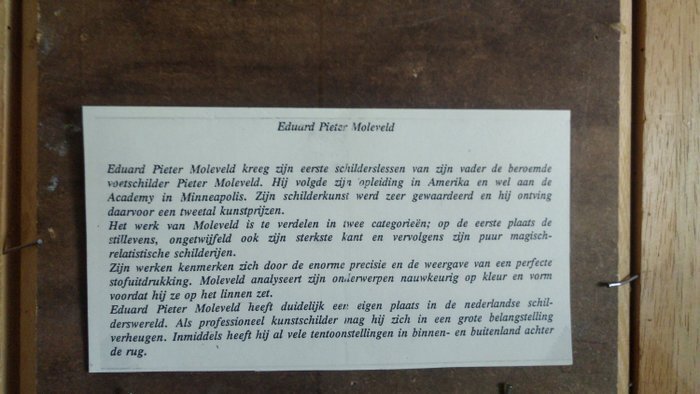 Eduard Pieter Moleveld
Eduard Pieter Moleveld kreeg zijn eerste schilderslessen van zijn vader de beroemde
voetschilder Pieter Moleveld. Hij volgde zijn opleiding in Amerika en wel aan de
Academy in Minneapolis. Zijn schilderkunst werd zeer gewaardeerd en hij ontving
daarvoor een tweetal kunstprijzen.
Het werk van Moleveld is te verdelen in twee categorieën; op de eerste plaats de
stillevens, ongetwijfeld ook zijn sterkste kant en vervolgens zijn puur magisch-
relatistische schilderijen.
Zijn werken kenmerken zich door de enorme precisie en de weergave van een perfecte
stofuitdrukking. Moleveld analyseert zijn onderwerpen nauwkeurig op kleur en vorm
voordat hij ze op het linnen zet.
Eduard Pieter Moleveld heeft duidelijk een eigen plaats in de nederlandse schil-
derswereld. Als professioneel kunstschilder mag hij zich in een grote belangstelling
verheugen. Inmiddels heeft hij al vele tentoonstellingen in binnen- en buitenland achter
de rug.